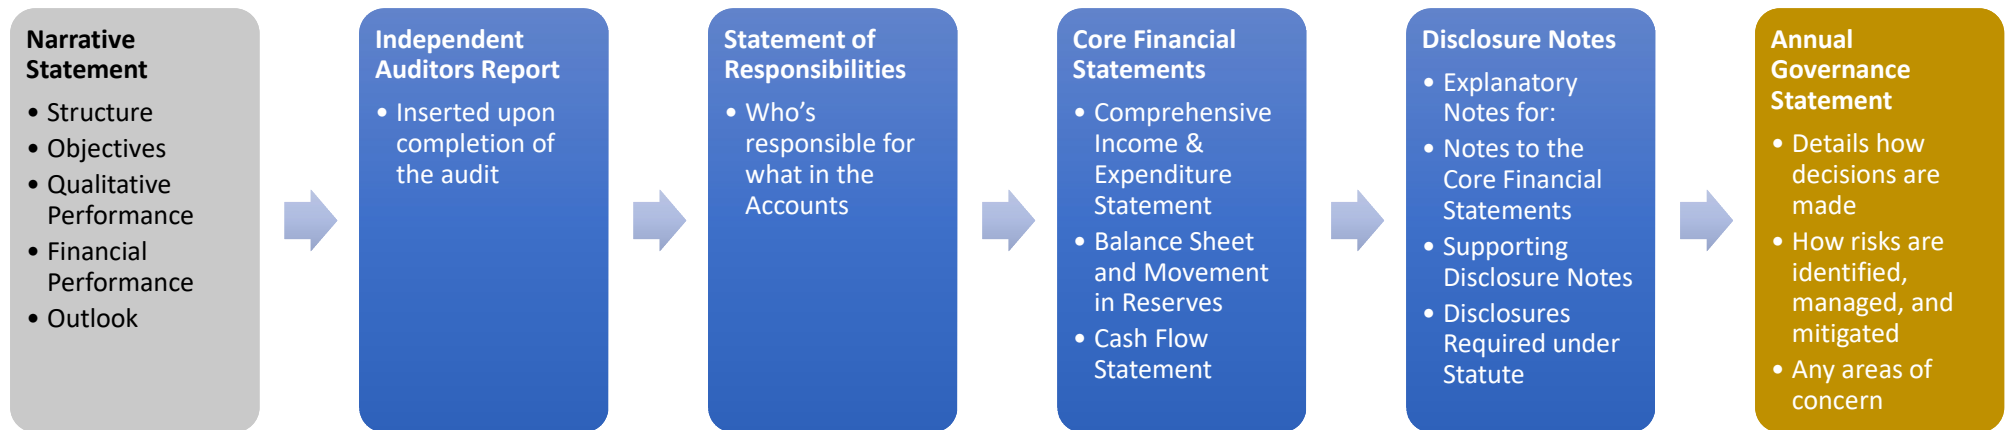 Narrative
Statement
• Structure
• Objectives
• Qualitative
Performance
• Financial
Performance
• Outlook
Independent
Auditors Report
• Inserted upon
completion of
the audit
Statement of
Responsibilities
• Who's
responsible for
what in the
Accounts
Core Financial
Statements
• Comprehensive
Income &
Expenditure
Statement
• Balance Sheet
and Movement
in Reserves
• Cash Flow
Statement
Disclosure Notes
• Explanatory
Notes for:
• Notes to the
Core Financial
Statements
• Supporting
Disclosure Notes
• Disclosures
Required under
Statute
Annual
Governance
Statement
• Details how
decisions are
made
• How risks are
identified,
managed, and
mitigated
• Any areas of
concern